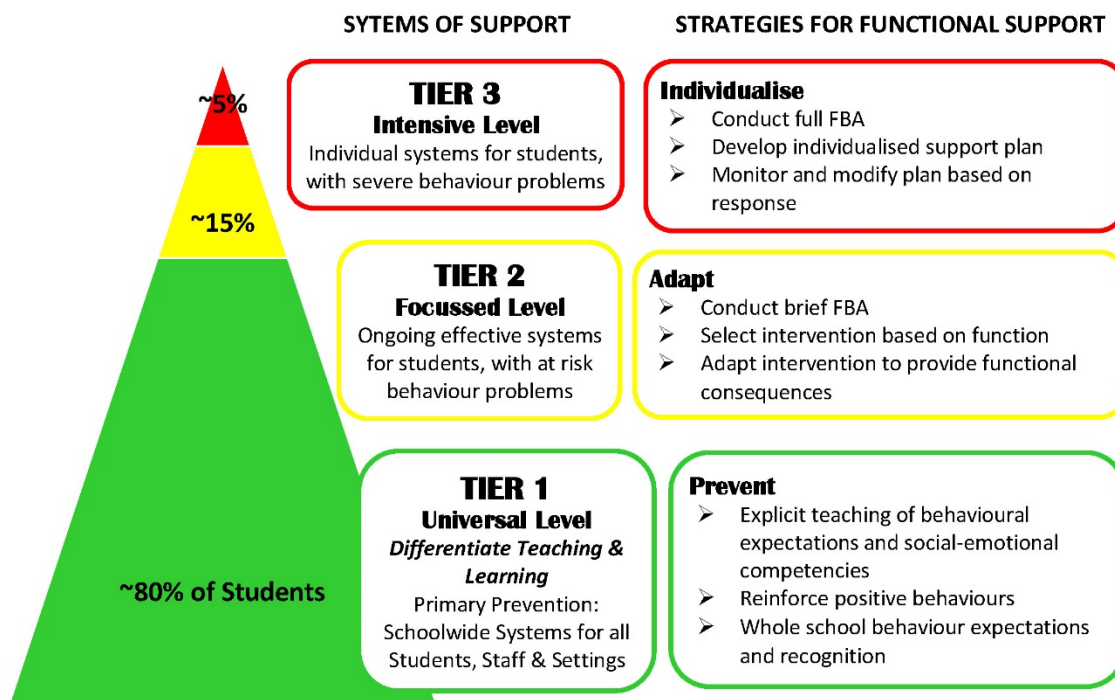 SYTEMS OF SUPPORT
STRATEGIES FOR FUNCTIONAL SUPPORT
~5%
TIER 3
Intensive Level
Individual systems for students,
with severe behaviour problems
Individualise
➤ Conduct full FBA
➤ Develop individualised support plan
➤ Monitor and modify plan based on
response
~15%
TIER 2
Focussed Level
Ongoing effective systems
for students, with at risk
behaviour problems
Adapt
➤ Conduct brief FBA
➤ Select intervention based on function
➤ Adapt intervention to provide functional
consequences
~80% of Students
TIER 1
Universal Level
Differentiate Teaching &
Learning
Primary Prevention:
Schoolwide Systems for all
Students, Staff & Settings
Prevent
➤ Explicit teaching of behavioural
expectations and social-emotional
competencies
➤ Reinforce positive behaviours
➤ Whole school behaviour expectations
and recognition